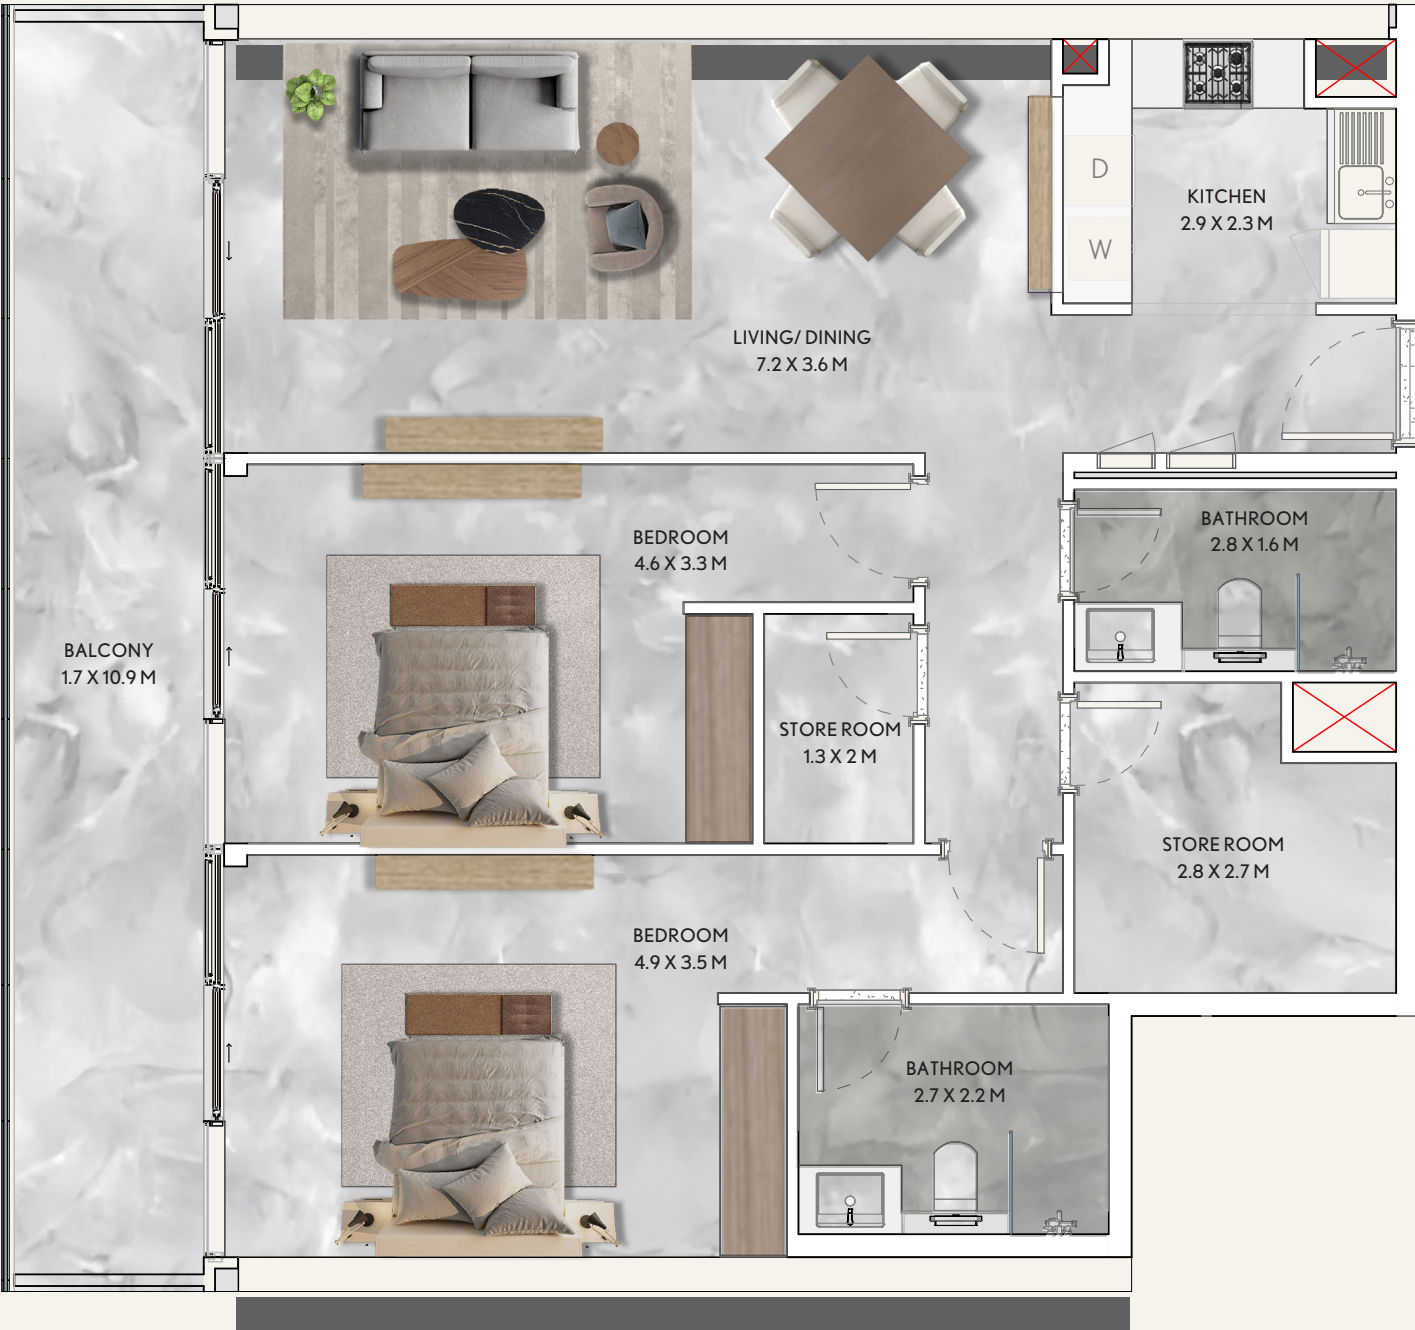 D
W
KITCHEN
2.9 X 2.3 M
LIVING/ DINING
7.2 X 3.6 M
BEDROOM
4.6 X 3.3 M
BATHROOM
2.8 X 1.6 M
BALCONY
1.7 X 10.9 M
STORE ROOM
1.3 X 2 M
STORE ROOM
2.8 X 2.7 M
BEDROOM
4.9 X 3.5 M
BATHROOM
2.7 X 2.2 M